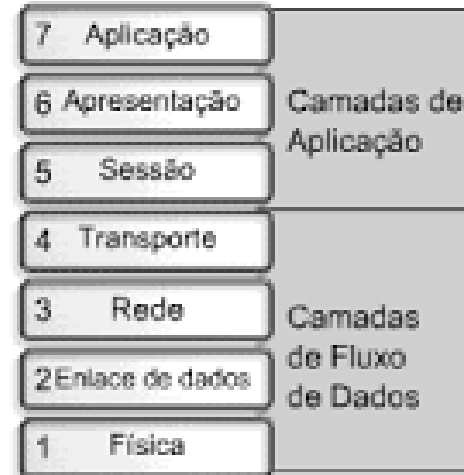 7 Aplicação
6 Apresentação
5 Sessão
Camadas de
Aplicação
4 Transporte
3 Rede
2 Enlace de dados
1 Física
Camadas
de Fluxo
de Dados